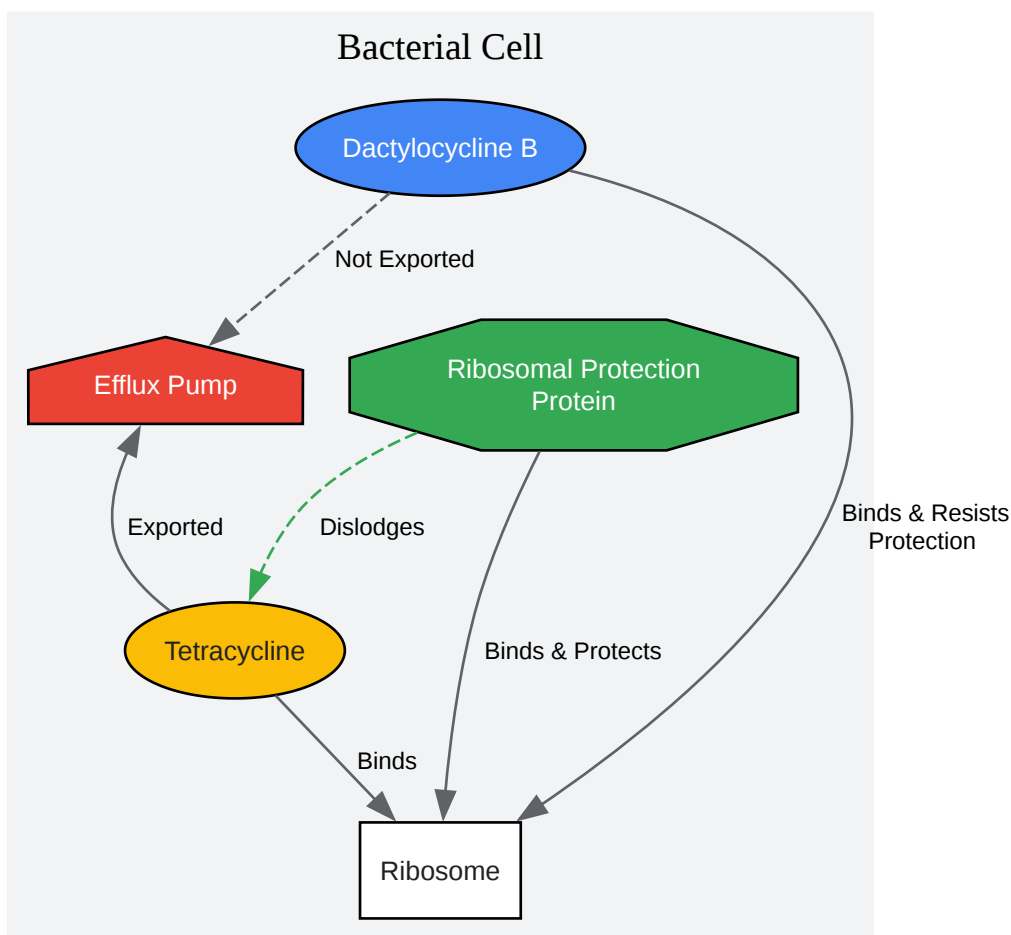 Bacterial Cell
Dactylocycline B
Not Exported
Ribosomal Protection
Protein
Efflux Pump
Binds & Resists
Protection
Exported
Dislodges
Tetracycline
Binds & Protects
Binds
Ribosome